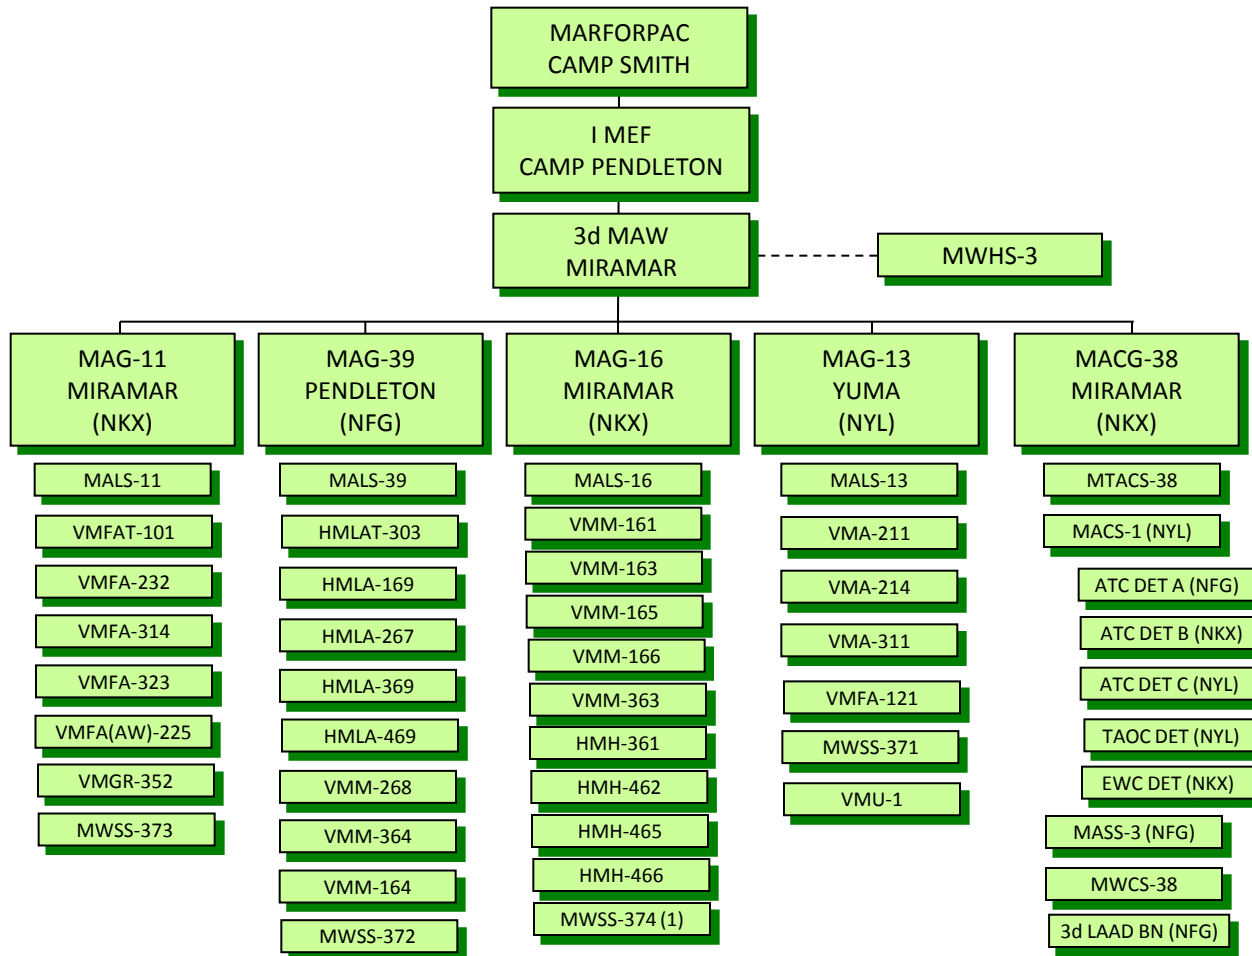 MARFORPAC
CAMP SMITH
I MEF
CAMP PENDLETON
3d MAW
MIRAMAR
MWHS-3
MAG-11
MIRAMAR
(NKX)
MALS-11
VMFAT-101
VMFA-232
VMFA-314
VMFA-323
VMFA(AW)-225
VMGR-352
MWSS-373
MAG-39
PENDLETON
(NFG)
MALS-39
HMLAT-303
HMLA-169
HMLA-267
HMLA-369
HMLA-469
VMM-268
VMM-364
VMM-164
MWSS-372
MAG-16
MIRAMAR
(NKX)
MALS-16
VMM-161
VMM-163
VMM-165
VMM-166
VMM-363
HMH-361
HMH-462
HMH-465
HMH-466
MWSS-374 (1)
MAG-13
YUMA
(NYL)
MALS-13
VMA-211
VMA-214
VMA-311
VMFA-121
MWSS-371
VMU-1
MACG-38
MIRAMAR
(NKX)
MTACS-38
MACS-1 (NYL)
ATC DET A (NFG)
ATC DET B (NKX)
ATC DET C (NYL)
TAOC DET (NYL)
EWC DET (NKX)
MASS-3 (NFG)
MWCS-38
3d LAAD BN (NFG)